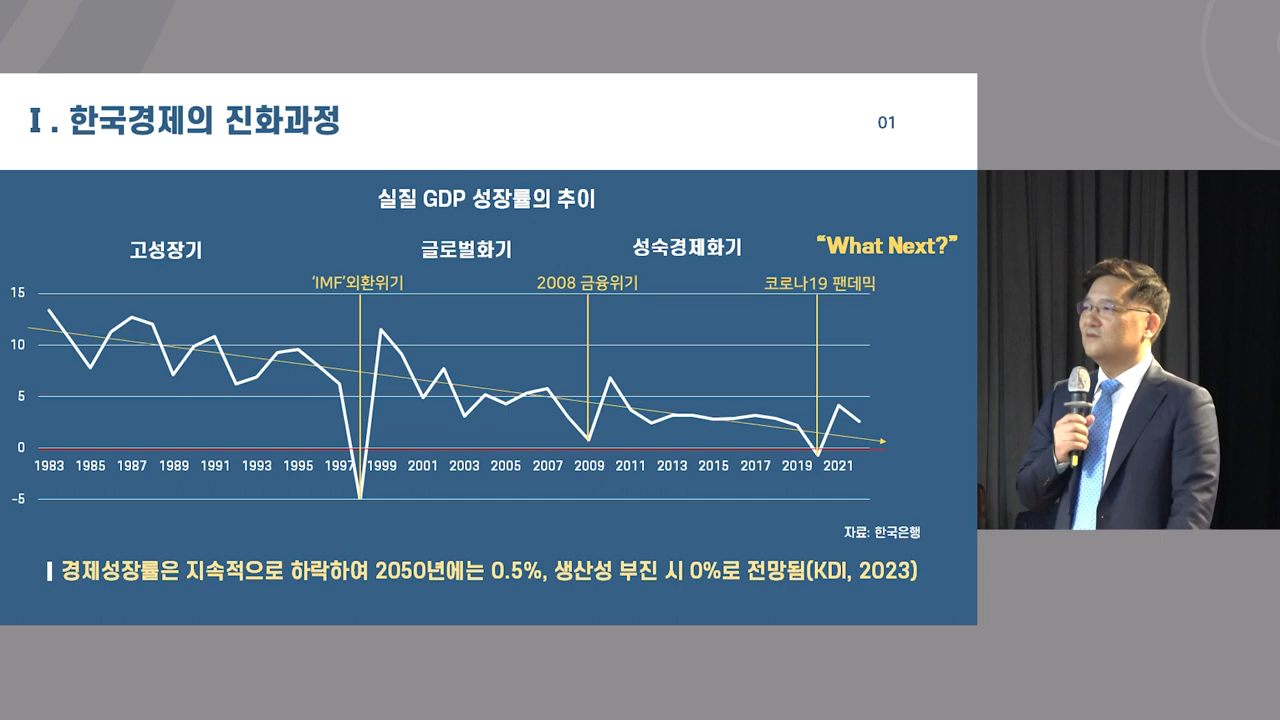 Ⅰ. 한국경제의 진화과정
01
실질 GDP 성장률의 추이
고성장기 글로벌화기 성숙경제화기 “What Next?”
‘IMF’외환위기 2008 금융위기 코로나19 팬데믹
15
10
5
0
1983 1985 1987 1989 1991 1993 1995 1997 1999 2001 2003 2005 2007 2009 2011 2013 2015 2017 2019 2021
-5
자료: 한국은행
경제성장률은 지속적으로 하락하여 2050년에는 0.5%, 생산성 부진 시 0%로 전망됨(KDI, 2023)